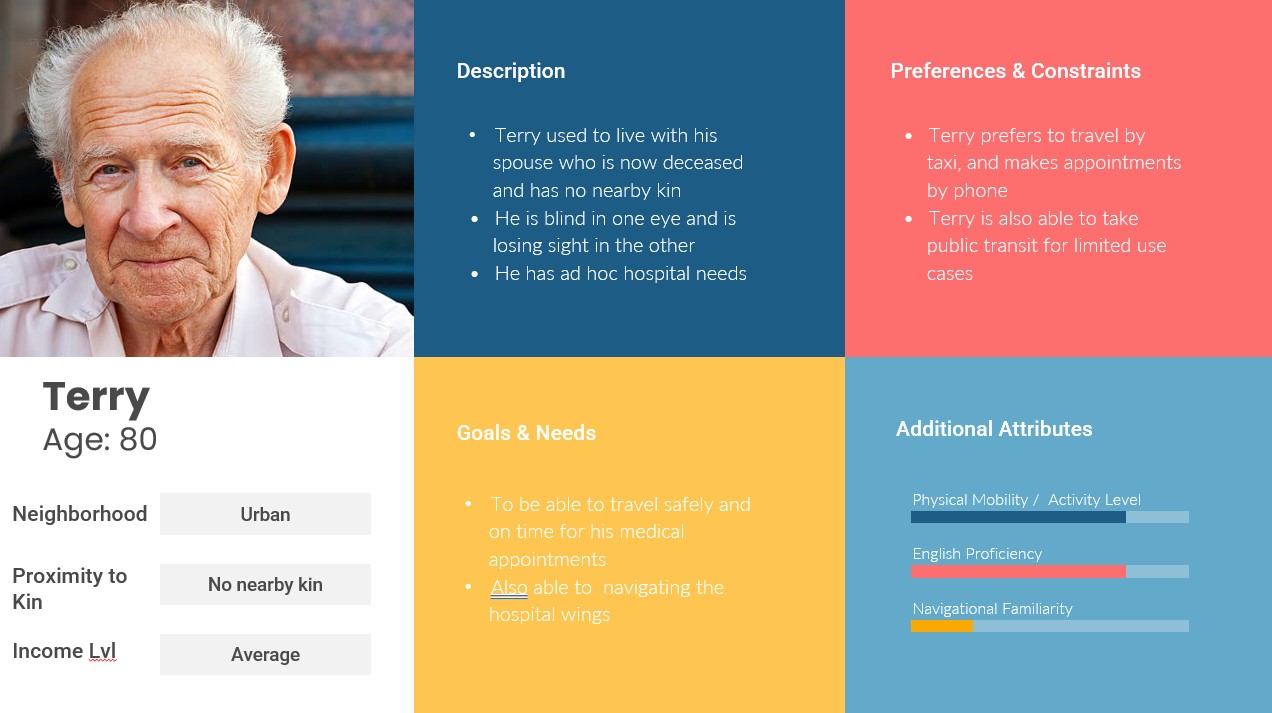 Description
• Terry used to live with his
spouse who is now deceased
and has no nearby kin
• He is blind in one eye and is
losing sight in the other
• He has ad hoc hospital needs
Preferences & Constraints
• Terry prefers to travel by
taxi, and makes appointments
by phone
• Terry is also able to take
public transit for limited use
cases
Terry
Age: 80
Neighborhood
Urban
Proximity to
Kin
No nearby kin
Income Lvl
Average
Goals & Needs
• To be able to travel safely and
on time for his medical
appointments
• Also able to  navigating the
hospital wings
Additional Attributes
Physical Mobility /  Activity Level
English Proficiency
Navigational Familiarity